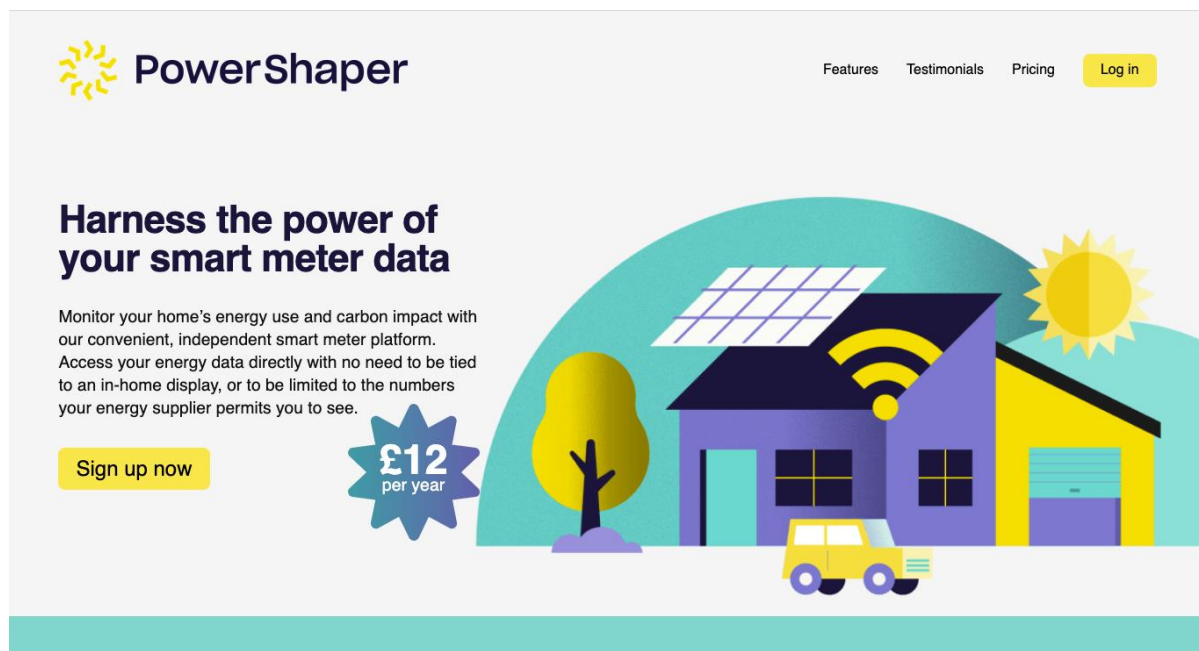 PowerShaper
Features Testimonials Pricing Log in
Harness the power of
your smart meter data
Monitor your home’s energy use and carbon impact with
our convenient, independent smart meter platform.
Access your energy data directly with no need to be tied
to an in-home display, or to be limited to the numbers
your energy supplier permits you to see.
Sign up now
£12
per year